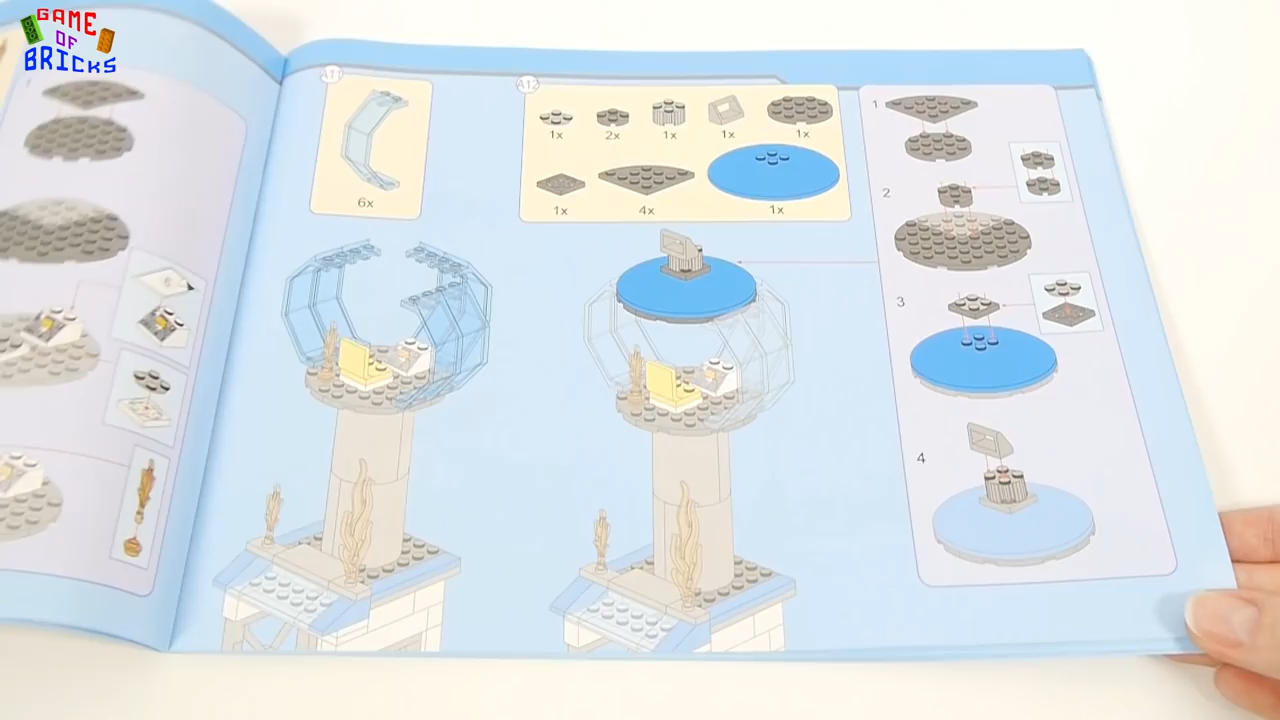 GAME
OF
BRICKS
A11
6x
A12
1x 2x 1x 1x 1x
1x 4x 1x
1
2
3
4